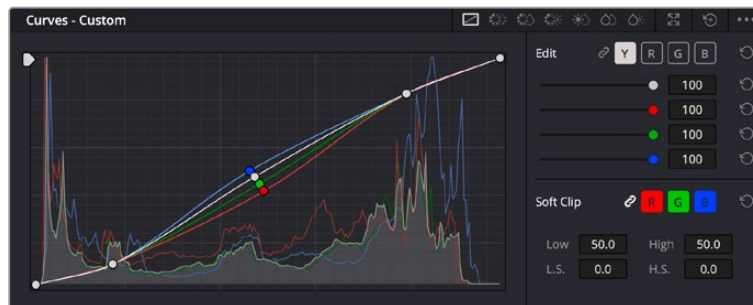 Curves - Custom
Edit Y R G B
100
100
100
100
Soft Clip R G B
Low 50.0 High 50.0
L.S. 0.0 H.S. 0.0